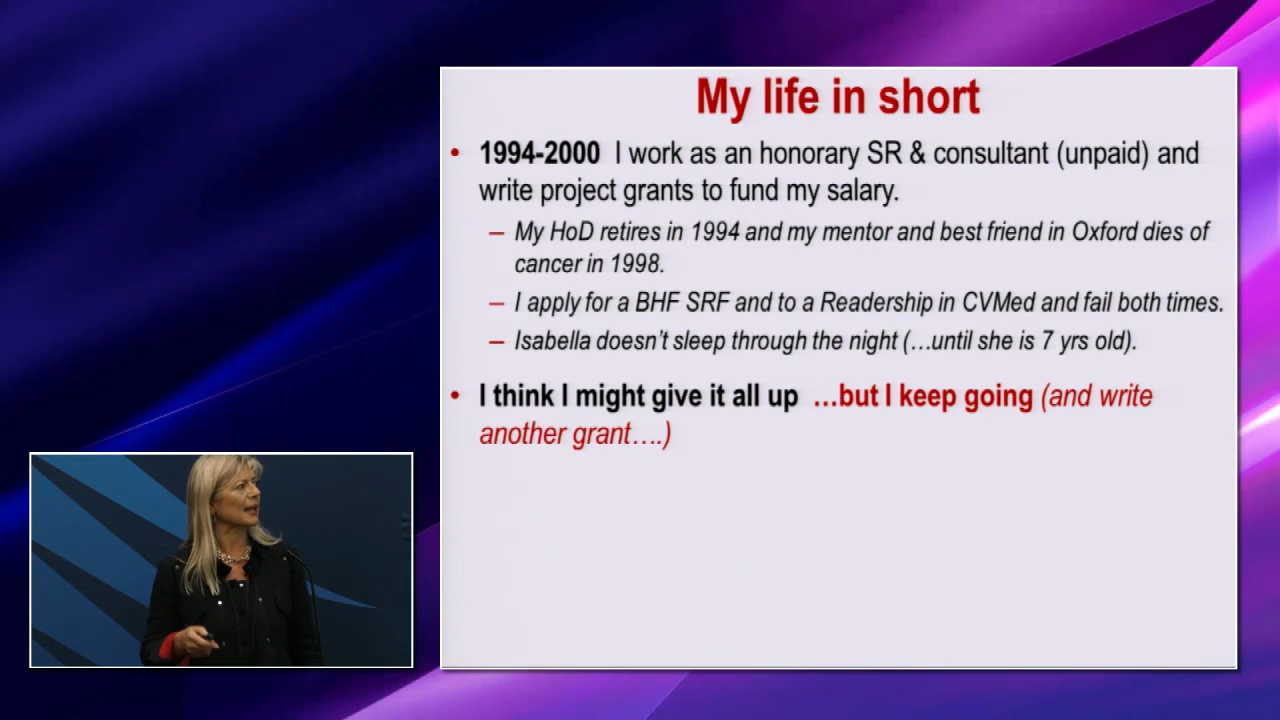 My life in short
• 1994-2000 I work as an honorary SR & consultant (unpaid) and
write project grants to fund my salary.
– My HoD retires in 1994 and my mentor and best friend in Oxford dies of
cancer in 1998.
– I apply for a BHF SRF and to a Readership in CVMed and fail both times.
– Isabella doesn't sleep through the night (…until she is 7 yrs old).
• I think I might give it all up …but I keep going (and write
another grant….)